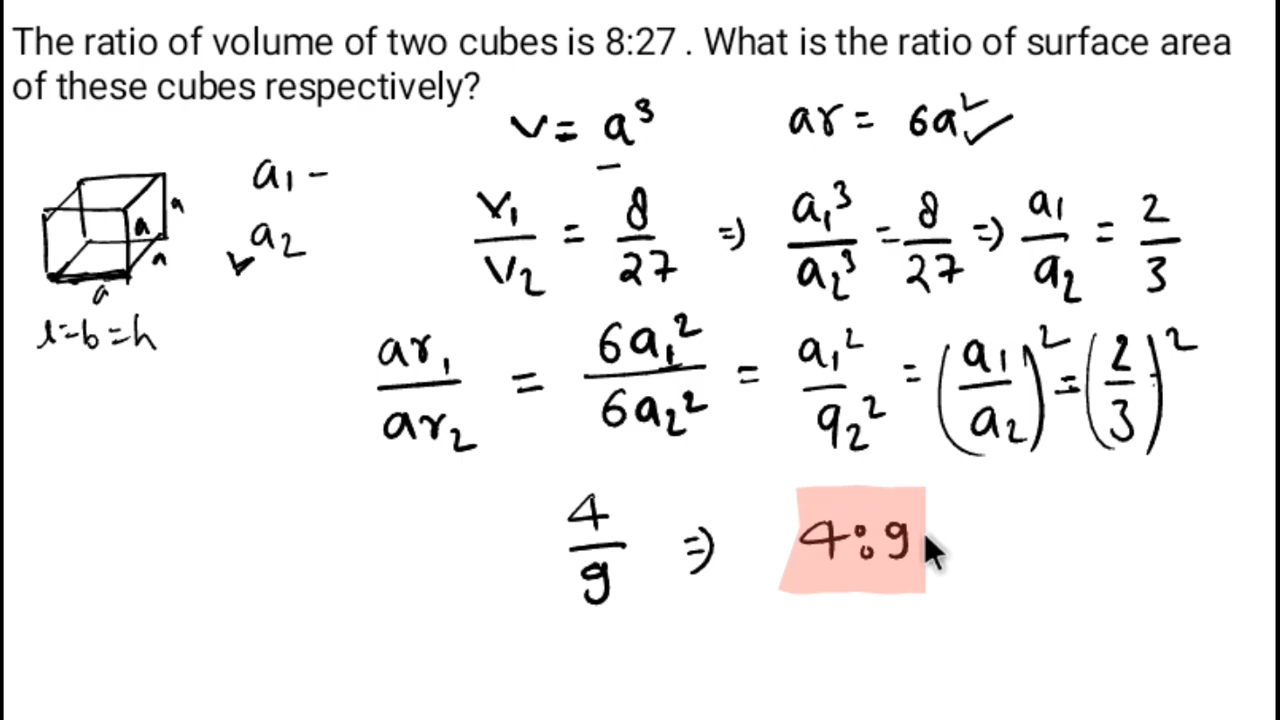 The ratio of volume of two cubes is 8:27 . What is the ratio of surface area
of these cubes respectively?
v = a³ ar = 6a²✓
a₁ -
✓a₂
a
a
a
a
l=b=h
v₁/v₂ = 8/27 => a₁³/a₂³ = 8/27 => a₁/a₂ = 2/3
ar₁/ar₂ = 6a₁²/6a₂² = a₁²/a₂² = (a₁/a₂)² = (2/3)²
4/9 => 4:9